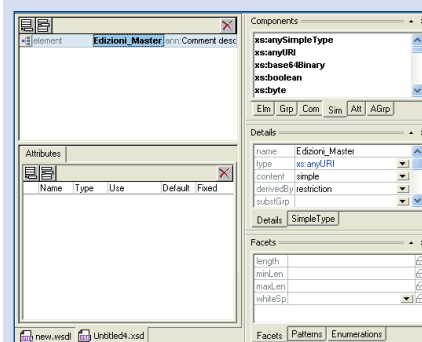 element Edizioni_Master ann:Comment desc
Attributes
Name Type Use Default Fixed
new.wsdl Untitled4.xsd
Components
xs:anySimpleType
xs:anyURI
xs:base64Binary
xs:boolean
xs:byte
Elm Grp Com Sim Att AGrp
Details
name Edizioni_Master
type xs:anyURI
content simple
derivedBy restriction
substGrp
Details SimpleType
Facets
length
minLen
maxLen
whiteSp
Facets Patterns Enumerations